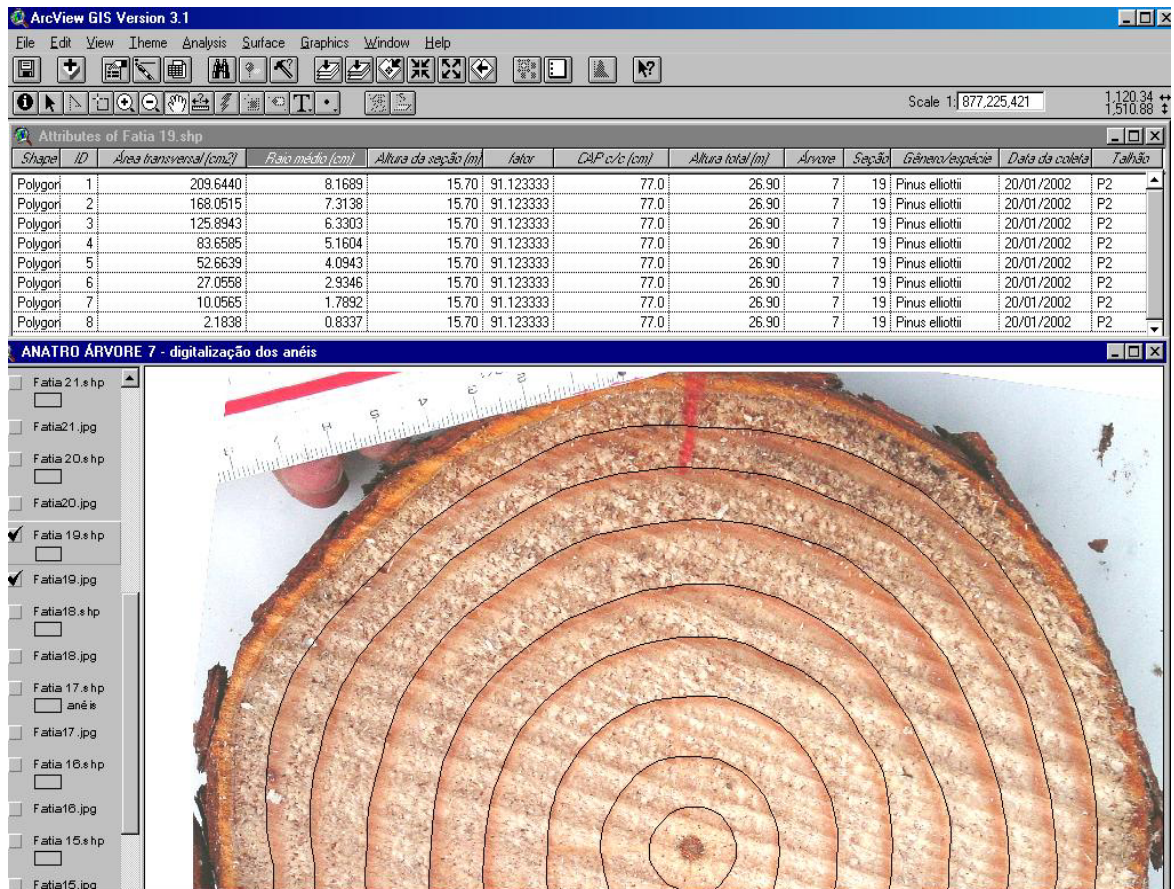 ArcView GIS Version 3.1
File Edit View Theme Analysis Surface Graphics Window Help
Scale 1: 877,225,421 1,120.34
1,510.88
Attributes of Fatia 19.shp
Shape ID Área transversal (cm2) Raio médio (cm) Altura da seção (m) fator CAP c/c (cm) Altura total (m) Árvore Seção Gênero/espécie Data da coleta Talhão
Polygon 1 209.6440 8.1689 15.70 91.123333 77.0 26.90 7 19 Pinus elliottii 20/01/2002 P2
Polygon 2 168.0515 7.3138 15.70 91.123333 77.0 26.90 7 19 Pinus elliottii 20/01/2002 P2
Polygon 3 125.8943 6.3303 15.70 91.123333 77.0 26.90 7 19 Pinus elliottii 20/01/2002 P2
Polygon 4 83.6585 5.1604 15.70 91.123333 77.0 26.90 7 19 Pinus elliottii 20/01/2002 P2
Polygon 5 52.6639 4.0943 15.70 91.123333 77.0 26.90 7 19 Pinus elliottii 20/01/2002 P2
Polygon 6 27.0558 2.9346 15.70 91.123333 77.0 26.90 7 19 Pinus elliottii 20/01/2002 P2
Polygon 7 10.0565 1.7892 15.70 91.123333 77.0 26.90 7 19 Pinus elliottii 20/01/2002 P2
Polygon 8 2.1838 0.8337 15.70 91.123333 77.0 26.90 7 19 Pinus elliottii 20/01/2002 P2
ANATRO ÁRVORE 7 - digitalização dos anéis
Fatia 21.shp
Fatia21.jpg
Fatia 20.shp
Fatia20.jpg
Fatia 19.shp
Fatia19.jpg
Fatia18.shp
Fatia18.jpg
Fatia 17.shp
anéis
Fatia17.jpg
Fatia 16.shp
Fatia16.jpg
Fatia 15.shp
Fatia15.jpg